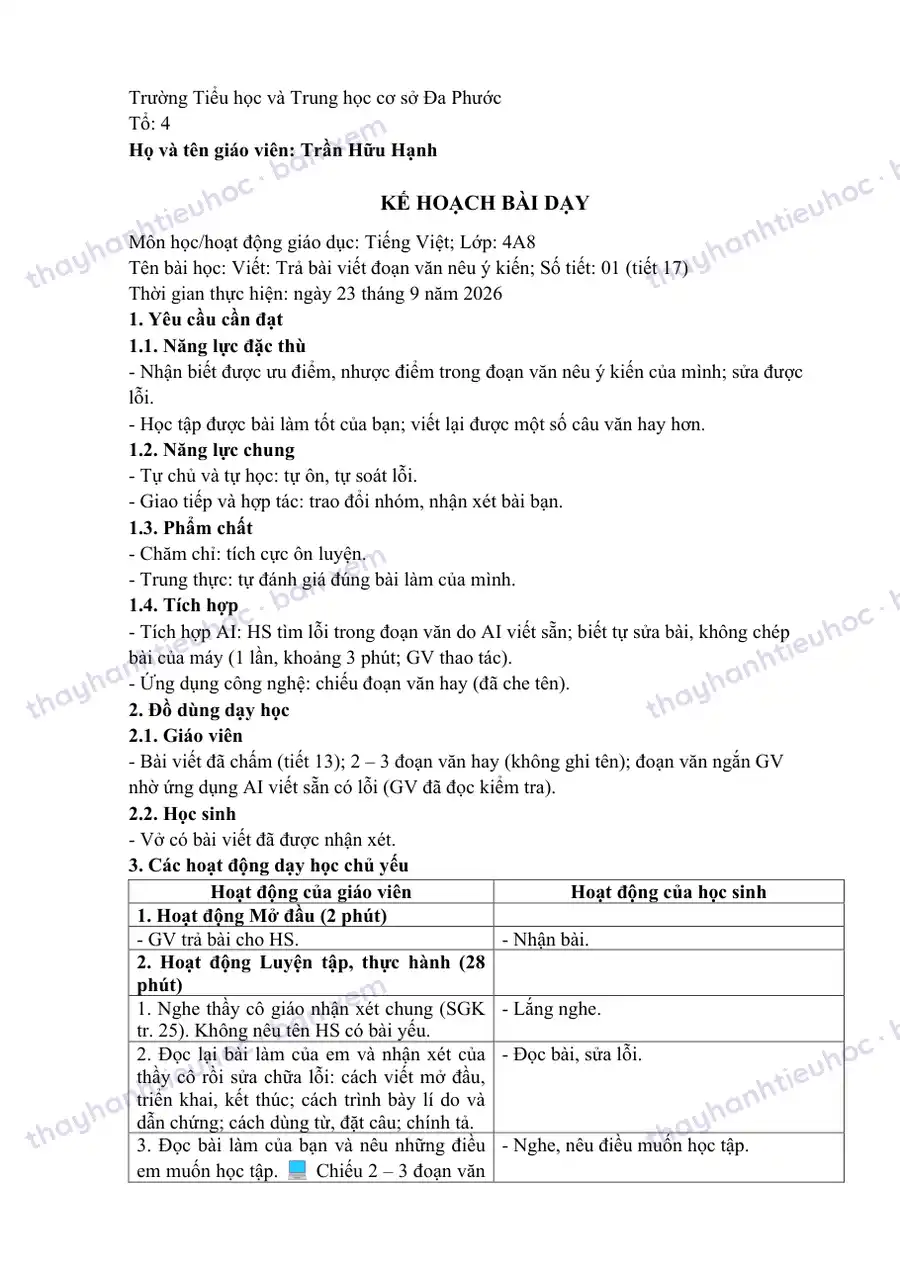 Trường Tiểu học và Trung học cơ sở Đa Phước
Tổ: 4
Họ và tên giáo viên: Trần Hữu Hạnh
KẾ HOẠCH BÀI DẠY
Môn học/hoạt động giáo dục: Tiếng Việt; Lớp: 4A8
Tên bài học: Viết: Trả bài viết đoạn văn nêu ý kiến; Số tiết: 01 (tiết 17)
Thời gian thực hiện: ngày 23 tháng 9 năm 2026
1. Yêu cầu cần đạt
1.1. Năng lực đặc thù
- Nhận biết được ưu điểm, nhược điểm trong đoạn văn nêu ý kiến của mình; sửa được
lỗi.
- Học tập được bài làm tốt của bạn; viết lại được một số câu văn hay hơn.
1.2. Năng lực chung
- Tự chủ và tự học: tự ôn, tự soát lỗi.
- Giao tiếp và hợp tác: trao đổi nhóm, nhận xét bài bạn.
1.3. Phẩm chất
- Chăm chỉ: tích cực ôn luyện.
- Trung thực: tự đánh giá đúng bài làm của mình.
1.4. Tích hợp
- Tích hợp AI: HS tìm lỗi trong đoạn văn do AI viết sẵn; biết tự sửa bài, không chép
bài của máy (1 lần, khoảng 3 phút; GV thao tác).
- Ứng dụng công nghệ: chiếu đoạn văn hay (đã che tên).
2. Đồ dùng dạy học
2.1. Giáo viên
- Bài viết đã chấm (tiết 13); 2 – 3 đoạn văn hay (không ghi tên); đoạn văn ngắn GV
nhờ ứng dụng AI viết sẵn có lỗi (GV đã đọc kiểm tra).
2.2. Học sinh
- Vở có bài viết đã được nhận xét.
3. Các hoạt động dạy học chủ yếu
Hoạt động của giáo viên
Hoạt động của học sinh
1. Hoạt động Mở đầu (2 phút)
- GV trả bài cho HS.
- Nhận bài.
2. Hoạt động Luyện tập, thực hành (28
phút)
1. Nghe thầy cô giáo nhận xét chung (SGK
tr. 25). Không nêu tên HS có bài yếu.
- Lắng nghe.
2. Đọc lại bài làm của em và nhận xét của
thầy cô rồi sửa chữa lỗi: cách viết mở đầu,
triển khai, kết thúc; cách trình bày lí do và
dẫn chứng; cách dùng từ, đặt câu; chính tả.
- Đọc bài, sửa lỗi.
3. Đọc bài làm của bạn và nêu những điều
em muốn học tập. Chiếu 2 – 3 đoạn văn
- Nghe, nêu điều muốn học tập.
thayhanhtieuhoc · bản xem
thayhanhtieuhoc · b
thayhanhtieuhoc · bản xem
thayhanhtieuhoc · b
thayhanhtieuhoc · bản xem
thayhanhtieuhoc · b